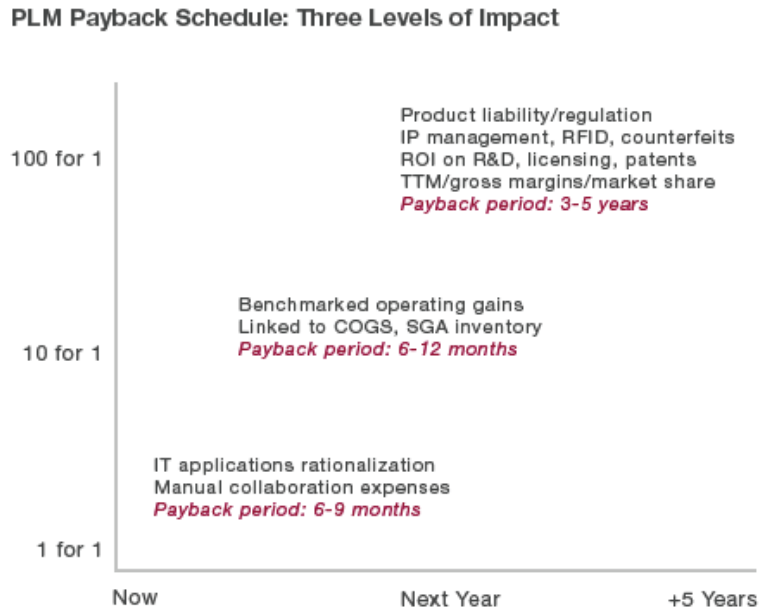 PLM Payback Schedule: Three Levels of Impact
100 for 1
Product liability/regulation
IP management, RFID, counterfeits
ROI on R&D, licensing, patents
TTM/gross margins/market share
Payback period: 3-5 years
Benchmarked operating gains
Linked to COGS, SGA inventory
10 for 1
Payback period: 6-12 months
IT applications rationalization
Manual collaboration expenses
Payback period: 6-9 months
1 for 1
Now
Next Year
+5 Years